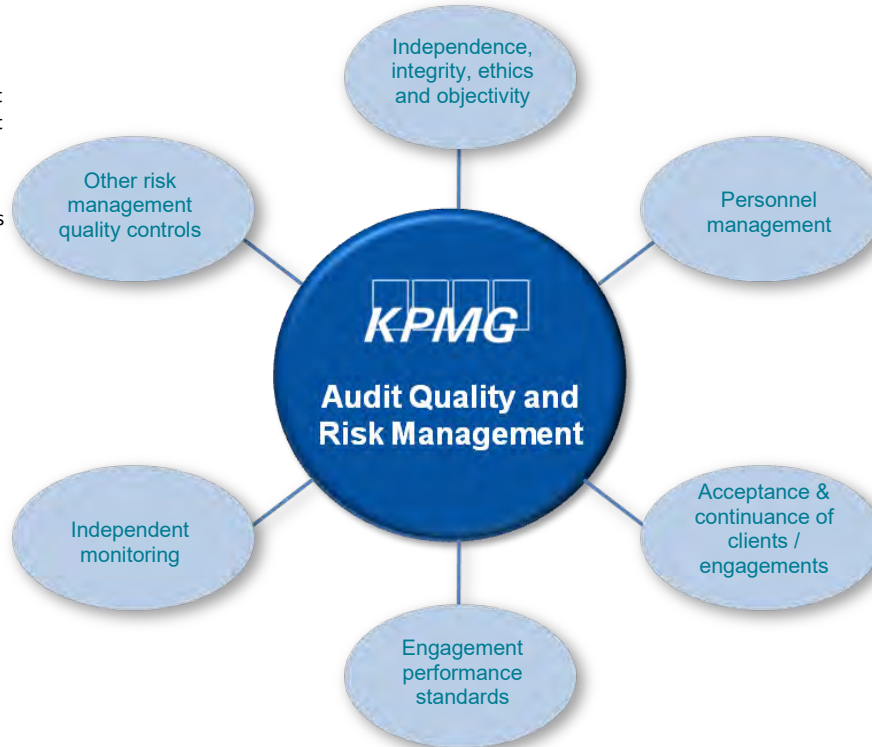 Independence,
integrity, ethics
and objectivity
Other risk
management
quality controls
Personnel
management
KPMG
Audit Quality and
Risk Management
Independent
monitoring
Acceptance &
continuance of
clients /
engagements
Engagement
performance
standards